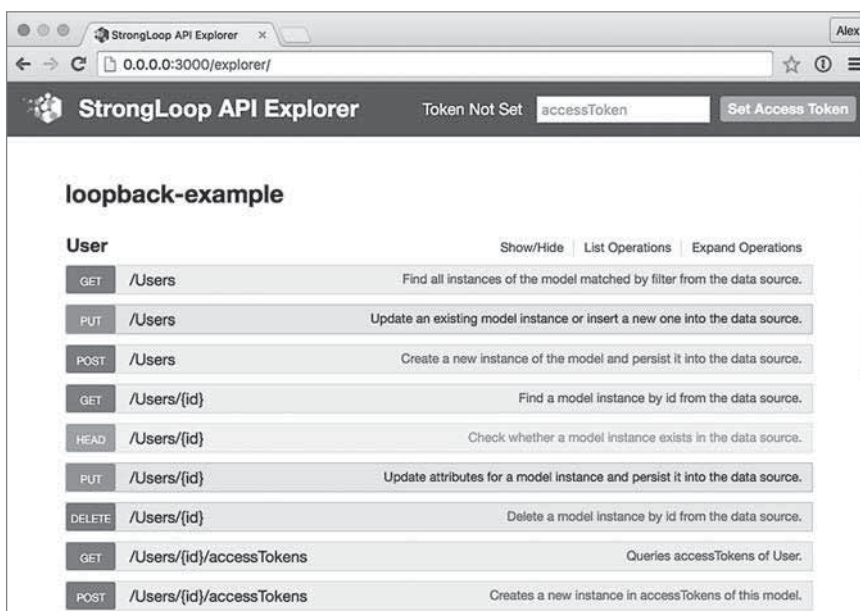 StrongLoop API Explorer ×
Alex
0.0.0.0:3000/explorer/
StrongLoop API Explorer Token Not Set accessToken Set Access Token
loopback-example
User Show/Hide List Operations Expand Operations
GET /Users Find all instances of the model matched by filter from the data source.
PUT /Users Update an existing model instance or insert a new one into the data source.
POST /Users Create a new instance of the model and persist it into the data source.
GET /Users/{id} Find a model instance by id from the data source.
HEAD /Users/{id} Check whether a model instance exists in the data source.
PUT /Users/{id} Update attributes for a model instance and persist it into the data source.
DELETE /Users/{id} Delete a model instance by id from the data source.
GET /Users/{id}/accessTokens Queries accessTokens of User.
POST /Users/{id}/accessTokens Creates a new instance in accessTokens of this model.